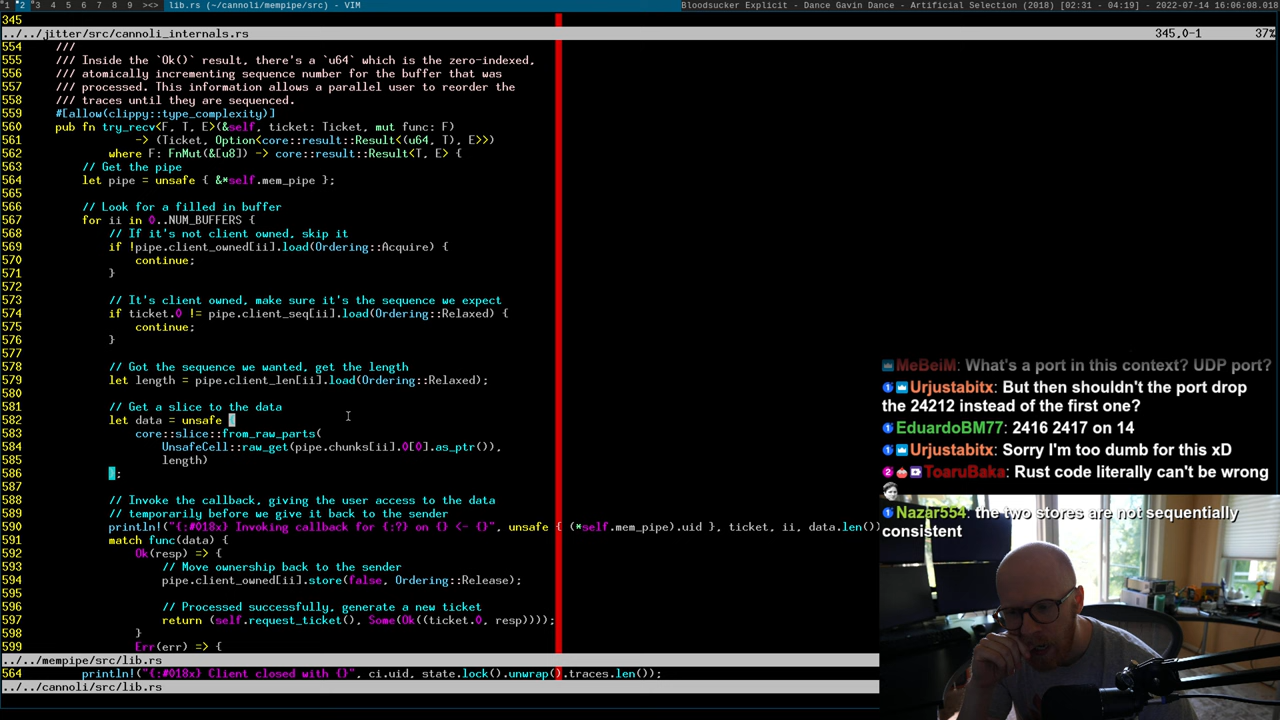 1 2 3 4 5 6 7 8 9 ><> lib.rs (~/cannoli/mempipe/src) - VIM Bloodsucker Explicit - Dance Gavin Dance - Artificial Selection (2018) [02:31 - 04:19] - 2022-07-14 16:06:08.018
345
../../jitter/src/cannoli_internals.rs 345,0-1 37%
554 ///
555 /// Inside the `Ok()` result, there's a `u64` which is the zero-indexed,
556 /// atomically incrementing sequence number for the buffer that was
557 /// processed. This information allows a parallel user to reorder the
558 /// traces until they are sequenced.
559 #[allow(clippy::type_complexity)]
560 pub fn try_recv<F, T, E>(&self, ticket: Ticket, mut func: F)
561 -> (Ticket, Option<core::result::Result<(u64, T), E>>)
562 where F: FnMut(&[u8]) -> core::result::Result<T, E> {
563 // Get the pipe
564 let pipe = unsafe { &*self.mem_pipe };
565
566 // Look for a filled in buffer
567 for ii in 0..NUM_BUFFERS {
568 // If it's not client owned, skip it
569 if !pipe.client_owned[ii].load(Ordering::Acquire) {
570 continue;
571 }
572
573 // It's client owned, make sure it's the sequence we expect
574 if ticket.0 != pipe.client_seq[ii].load(Ordering::Relaxed) {
575 continue;
576 }
577
578 // Got the sequence we wanted, get the length
579 let length = pipe.client_len[ii].load(Ordering::Relaxed);
580
581 // Get a slice to the data
582 let data = unsafe {
583 core::slice::from_raw_parts(
584 UnsafeCell::raw_get(pipe.chunks[ii].0[0].as_ptr()),
585 length)
586 };
587
588 // Invoke the callback, giving the user access to the data
589 // temporarily before we give it back to the sender
590 println!("{:#018x} Invoking callback for {:?} on {} <- {}", unsafe { (*self.mem_pipe).uid }, ticket, ii, data.len())
591 match func(data) {
592 Ok(resp) => {
593 // Move ownership back to the sender
594 pipe.client_owned[ii].store(false, Ordering::Release);
595
596 // Processed successfully, generate a new ticket
597 return (self.request_ticket(), Some(Ok((ticket.0, resp))));
598 }
599 Err(err) => {
../../mempipe/src/lib.rs
564 println!("{:#018x} Client closed with {}", ci.uid, state.lock().unwrap().traces.len());
../../cannoli/src/lib.rs
MeBeiM: What's a port in this context? UDP port?
Urjustabitx: But then shouldn't the port drop
the 24212 instead of the first one?
EduardoBM77: 2416 2417 on 14
Urjustabitx: Sorry I'm too dumb for this xD
ToaruBaka: Rust code literally can't be wrong
Nazar554: the two stores are not sequentially
consistent